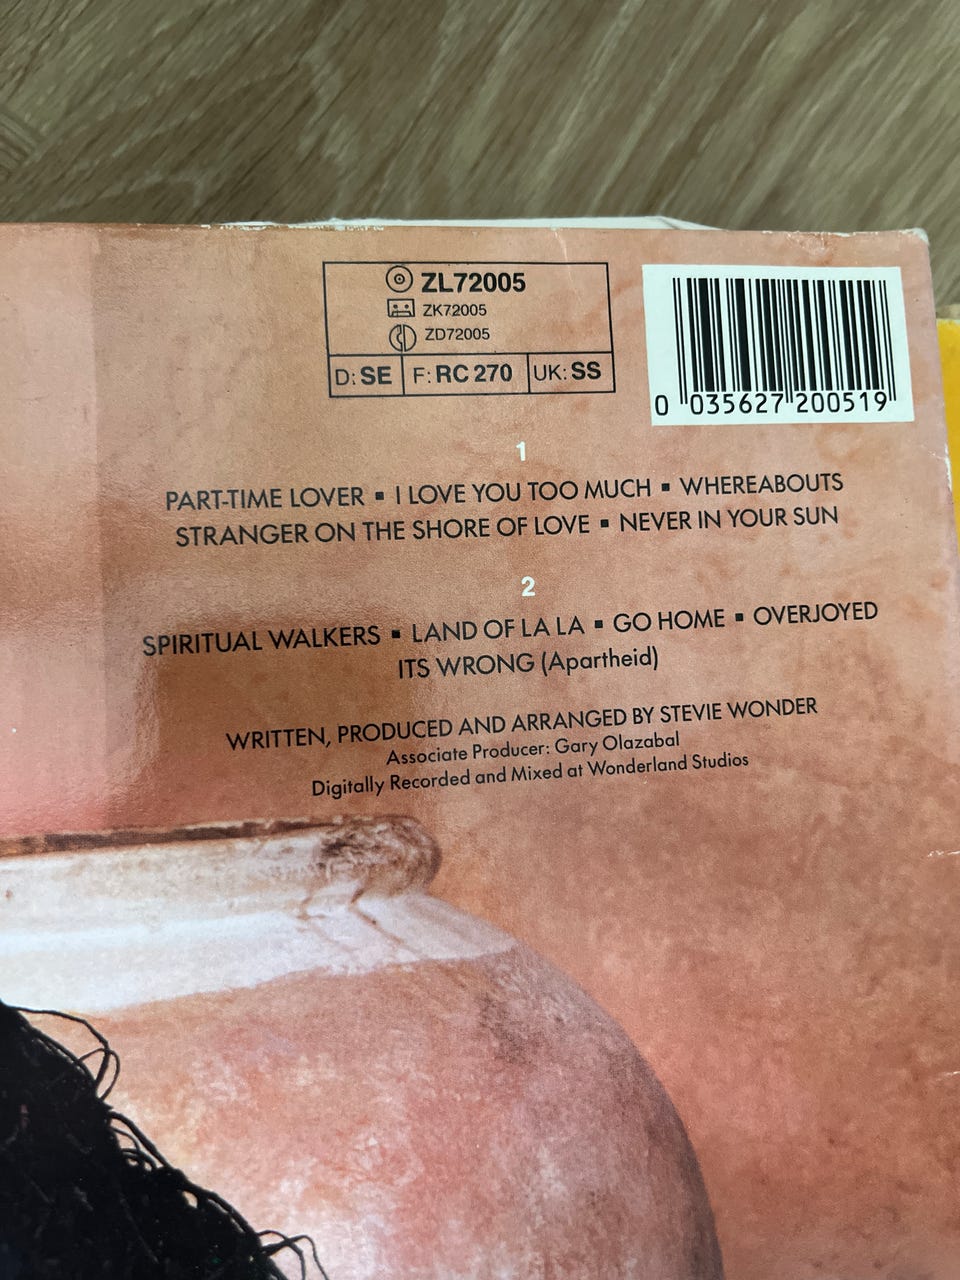 ZL72005
ZK72005
ZD72005
D: SE F: RC 270 UK: SS
0 035627 200519
1
PART-TIME LOVER ▪ I LOVE YOU TOO MUCH ▪ WHEREABOUTS
STRANGER ON THE SHORE OF LOVE ▪ NEVER IN YOUR SUN
2
SPIRITUAL WALKERS ▪ LAND OF LA LA ▪ GO HOME ▪ OVERJOYED
ITS WRONG (Apartheid)
WRITTEN, PRODUCED AND ARRANGED BY STEVIE WONDER
Associate Producer: Gary Olazabal
Digitally Recorded and Mixed at Wonderland Studios